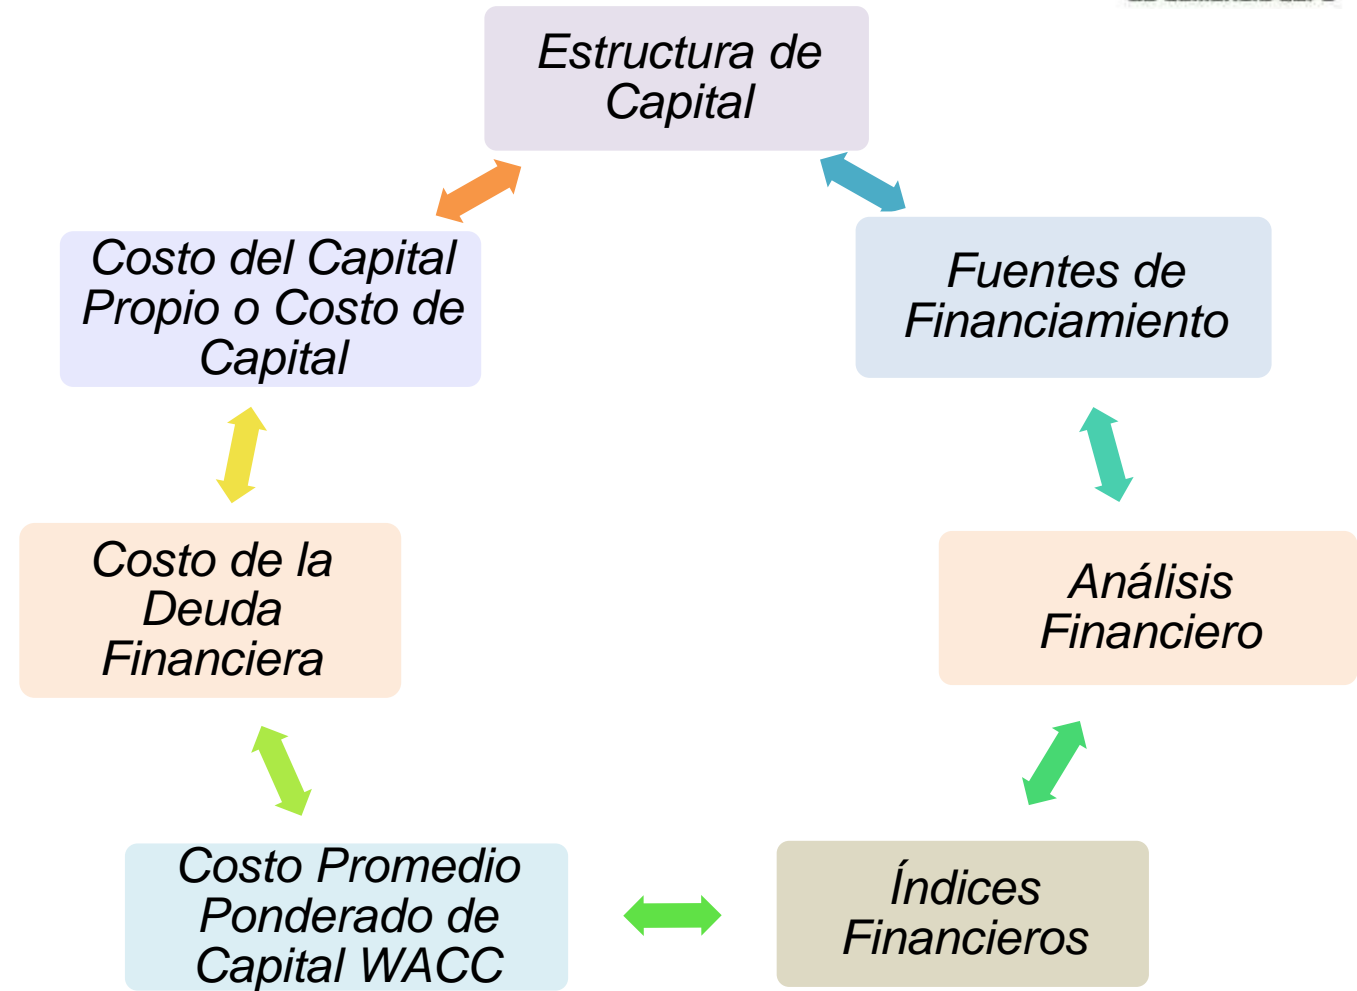 Estructura de
Capital
Costo del Capital
Propio o Costo de
Capital
Fuentes de
Financiamiento
Costo de la
Deuda
Financiera
Análisis
Financiero
Costo Promedio
Ponderado de
Capital WACC
Índices
Financieros